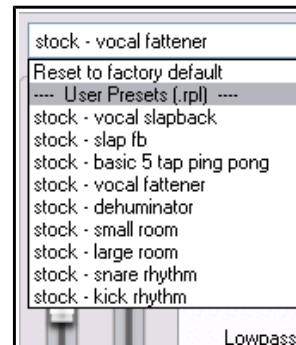 stock - vocal fattener
Reset to factory default
---- User Presets (.rpl) ----
stock - vocal slapback
stock - slap fb
stock - basic 5 tap ping pong
stock - vocal fattener
stock - dehuminator
stock - small room
stock - large room
stock - snare rhythm
stock - kick rhythm
Lowpass